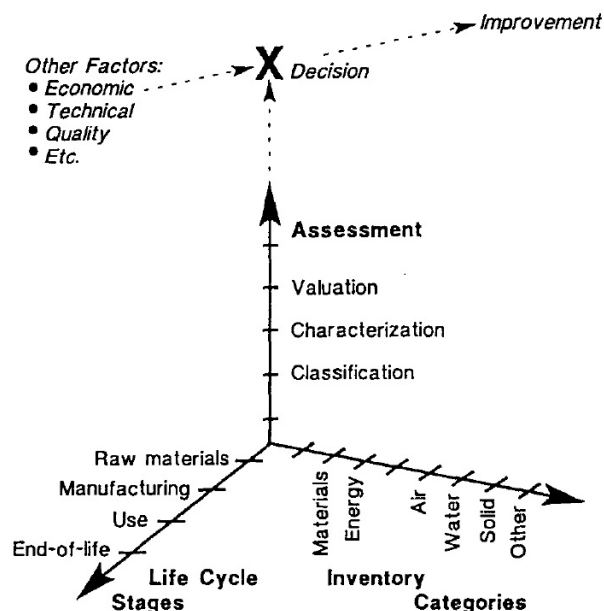 Improvement
Other Factors:
• Economic
• Technical
• Quality
• Etc.
X Decision
Assessment
Valuation
Characterization
Classification
Raw materials
Manufacturing
Use
End-of-life
Life Cycle
Stages
Materials
Energy
Air
Water
Solid
Other
Inventory
Categories